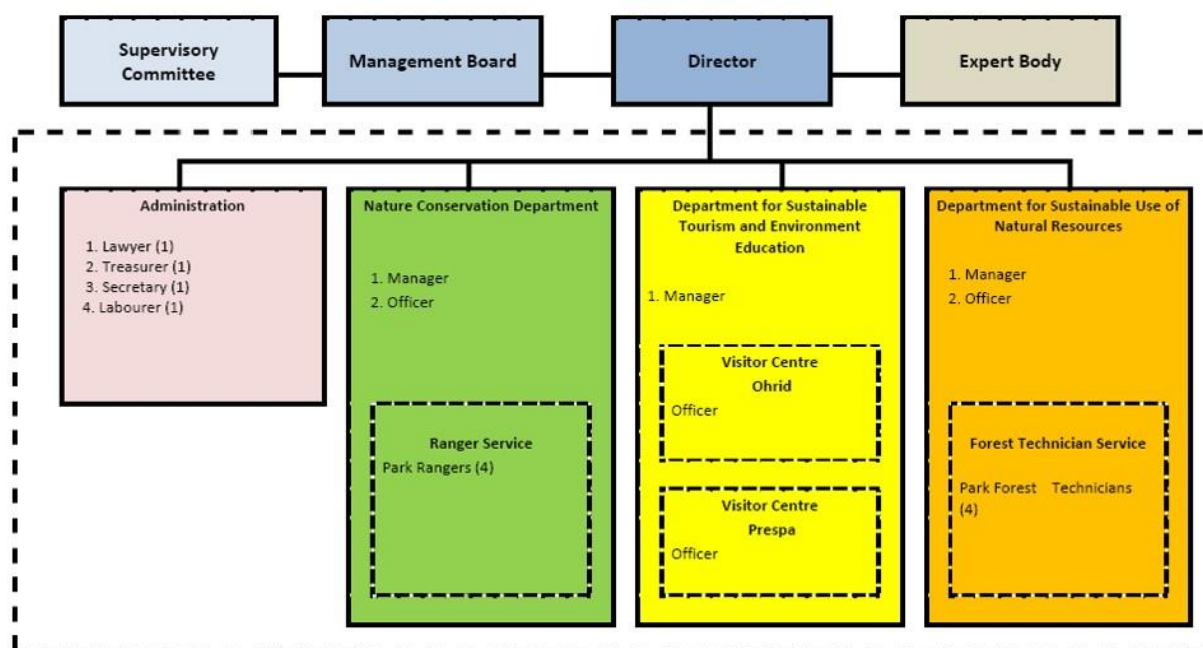 Supervisory
Committee
Management Board
Director
Expert Body
Administration
1. Lawyer (1)
2. Treasurer (1)
3. Secretary (1)
4. Labourer (1)
Nature Conservation Department
1. Manager
2. Officer
Ranger Service
Park Rangers (4)
Department for Sustainable
Tourism and Environment
Education
1. Manager
Visitor Centre
Ohrid
Officer
Visitor Centre
Prespa
Officer
Department for Sustainable Use of
Natural Resources
1. Manager
2. Officer
Forest Technician Service
Park Forest Technicians
(4)